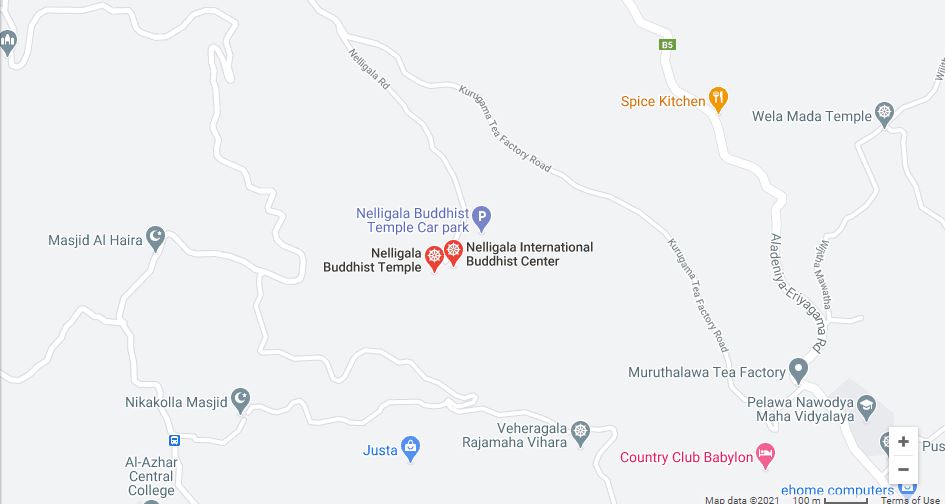 B5
Nelligala Rd
Kurugama Tea Factory Road
Spice Kitchen
Wela Mada Temple
Nelligala Buddhist
Temple Car park
P
Masjid Al Haira
Nelligala
Buddhist Temple
Nelligala International
Buddhist Center
Kurugama Tea Factory Road
Aladeniya-Eriyagama Rd
Wijitha Mawatha
Muruthalawa Tea Factory
Nikakolla Masjid
Pelawa Nawodya
Maha Vidyalaya
Veheragala
Rajamaha Vihara
Justa
Al-Azhar
Central
College
Country Club Babylon
ehome computers
Map data ©2021
100 m
Terms of Use